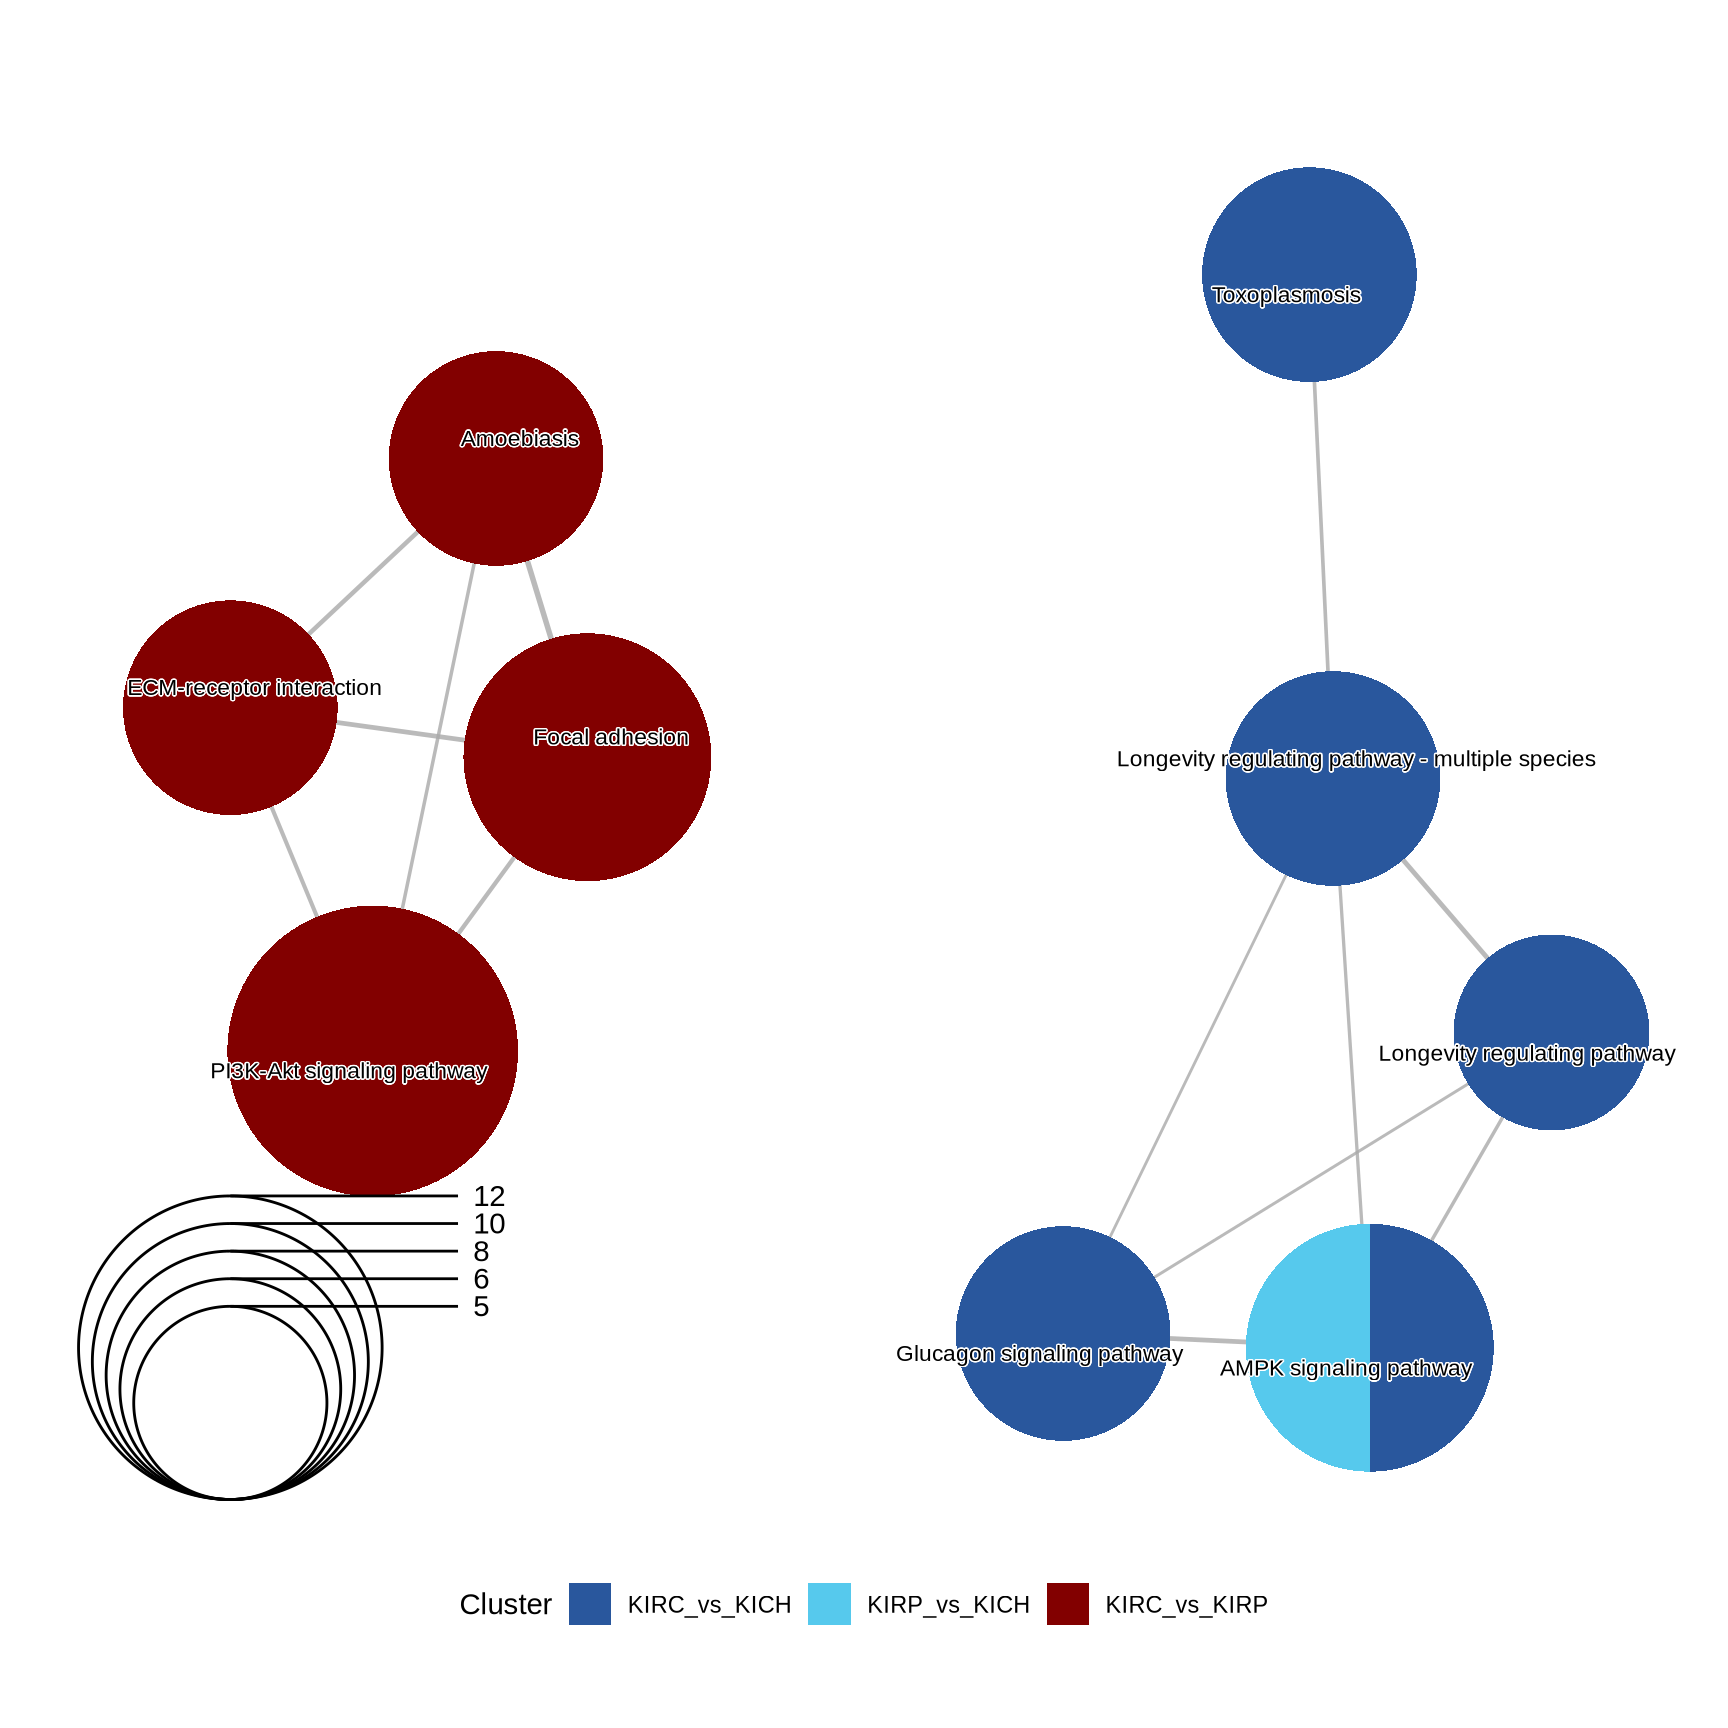 Toxoplasmosis
Amoebiasis
ECM-receptor interaction
Focal adhesion
Longevity regulating pathway - multiple species
Longevity regulating pathway
PI3K-Akt signaling pathway
12
10
8
6
5
Glucagon signaling pathway
AMPK signaling pathway
Cluster KIRC_vs_KICH KIRP_vs_KICH KIRC_vs_KIRP